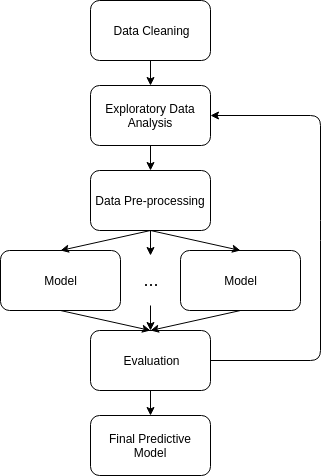 Data Cleaning
Exploratory Data
Analysis
Data Pre-processing
Model
...
Model
Evaluation
Final Predictive
Model